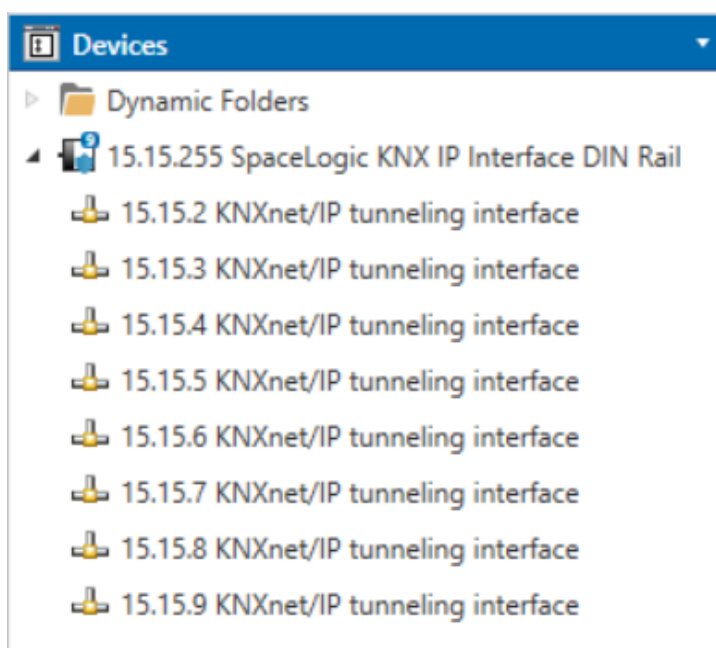 Devices
Dynamic Folders
9
15.15.255 SpaceLogic KNX IP Interface DIN Rail
15.15.2 KNXnet/IP tunneling interface
15.15.3 KNXnet/IP tunneling interface
15.15.4 KNXnet/IP tunneling interface
15.15.5 KNXnet/IP tunneling interface
15.15.6 KNXnet/IP tunneling interface
15.15.7 KNXnet/IP tunneling interface
15.15.8 KNXnet/IP tunneling interface
15.15.9 KNXnet/IP tunneling interface